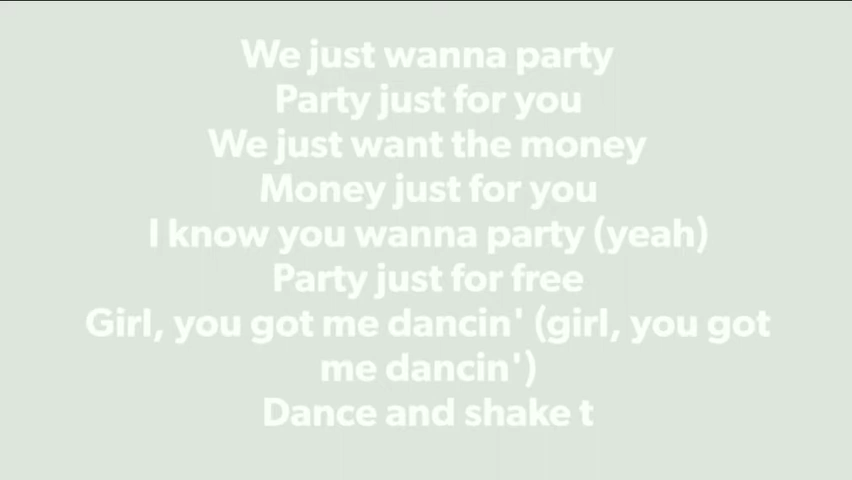 We just wanna party
Party just for you
We just want the money
Money just for you
I know you wanna party (yeah)
Party just for free
Girl, you got me dancin' (girl, you got
me dancin')
Dance and shake t